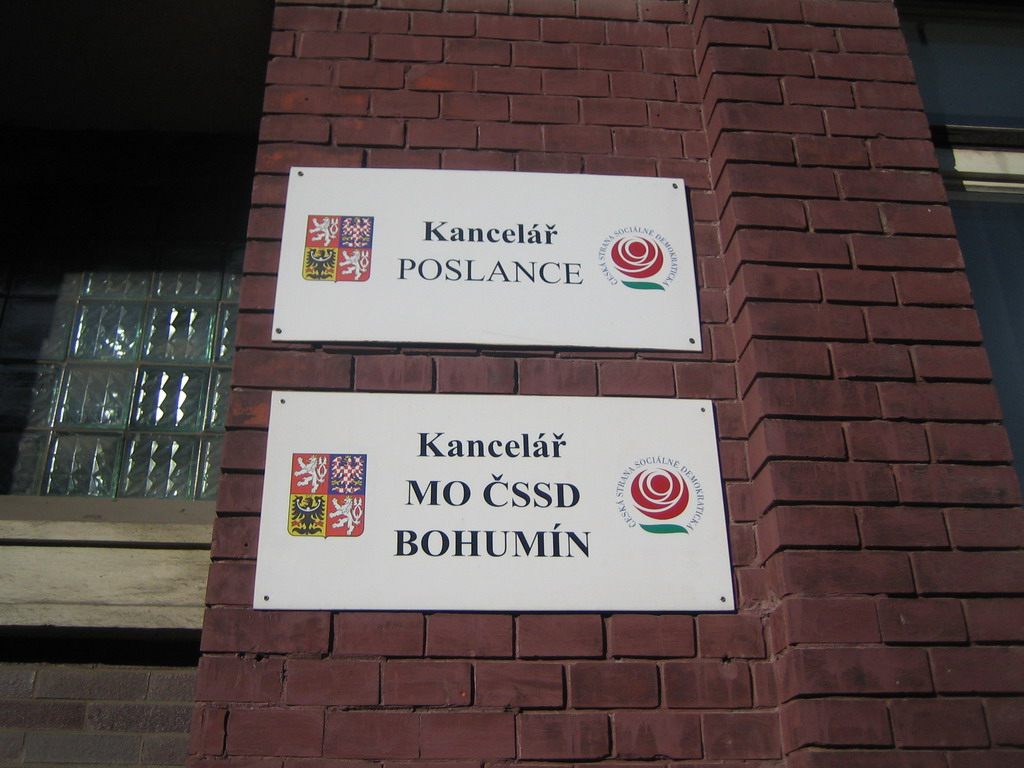 Kancelář
POSLANCE
ČESKÁ STRANA SOCIÁLNĚ DEMOKRATICKÁ
Kancelář
MO ČSSD
BOHUMÍN
ČESKÁ STRANA SOCIÁLNĚ DEMOKRATICKÁ